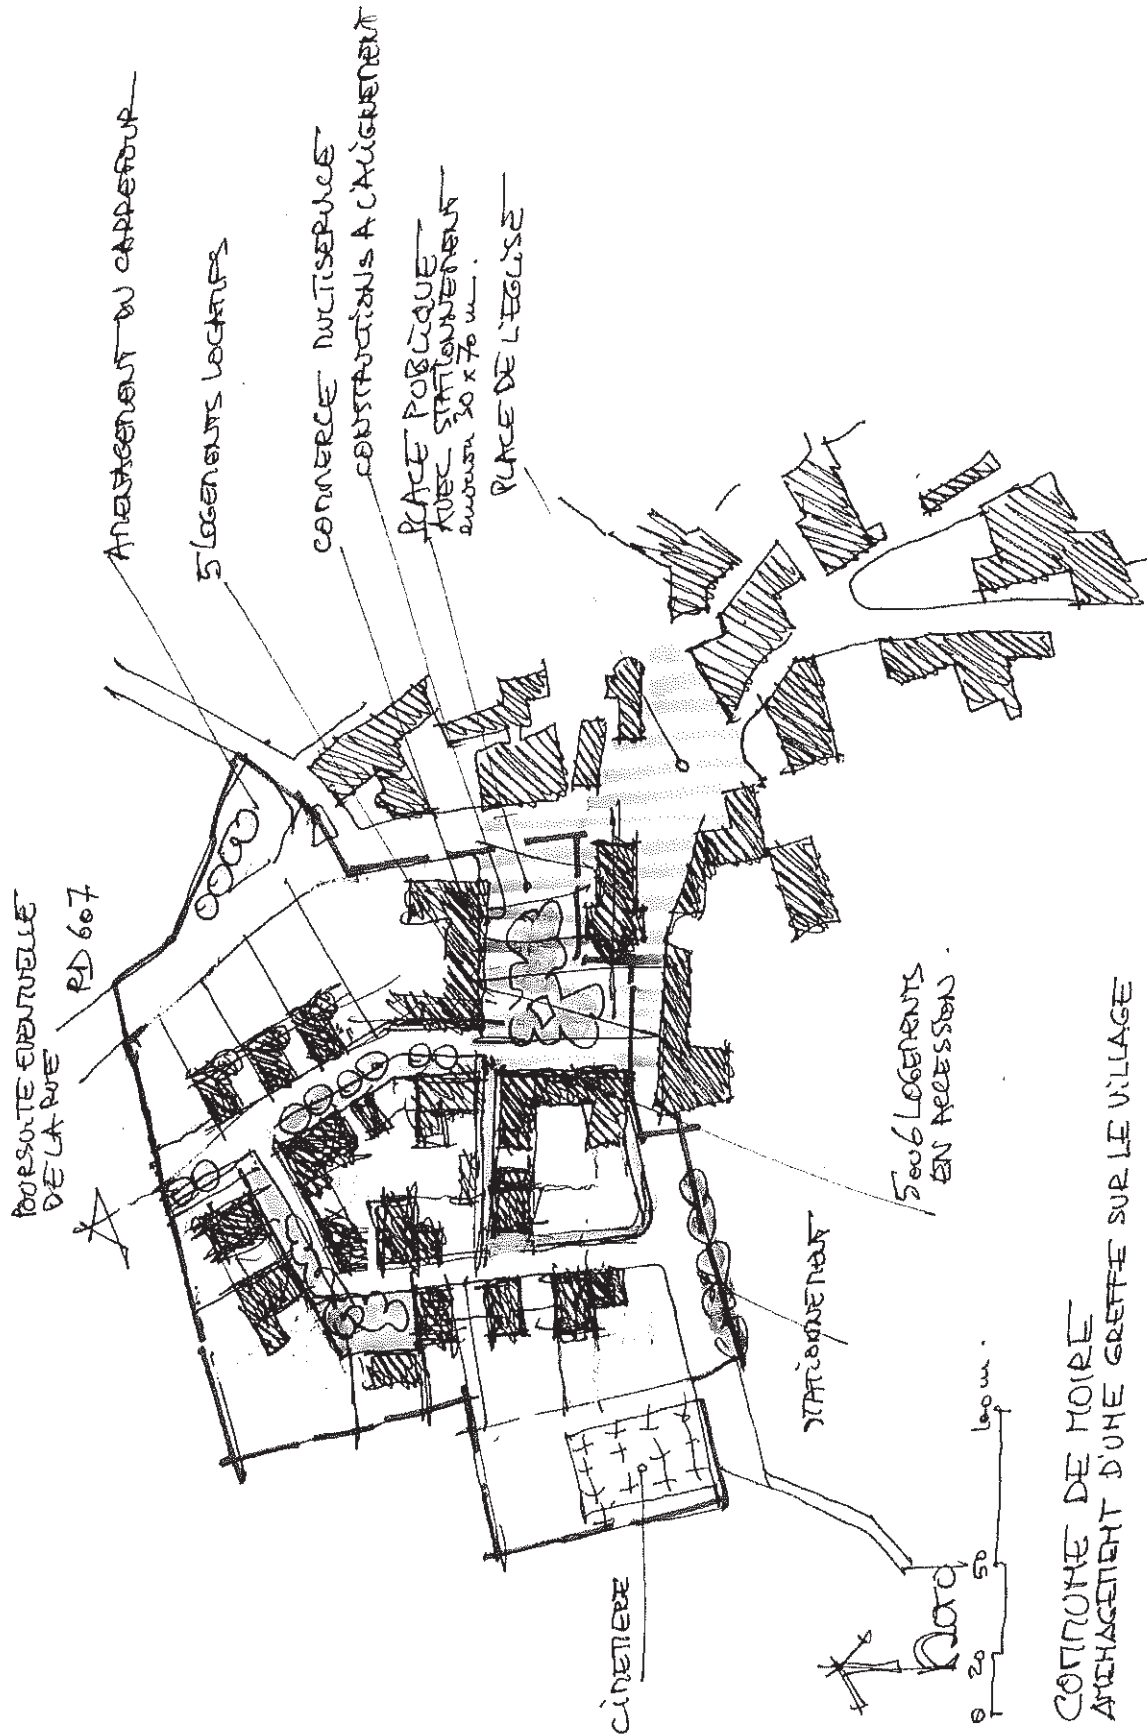 AMENAGEMENT DU CARREFOUR
5 LOGEMENTS LOCATIFS
COMMERCE MULTISERVICE
CONSTRUCTIONS A L'ALIGNEMENT
PLACE PUBLIQUE
AVEC STATIONNEMENT
environ 30 x 70 m.
PLACE DE L'EGLISE
POURSUITE EVENTUELLE
DE LA RUE
RD 607
5 ou 6 LOGEMENTS
EN ACCESSION.
STATIONNEMENT
CIMETIERE
0 20 50 100 m.
COMMUNE DE MOIRE
AMENAGEMENT D'UNE GREFFE SUR LE VILLAGE